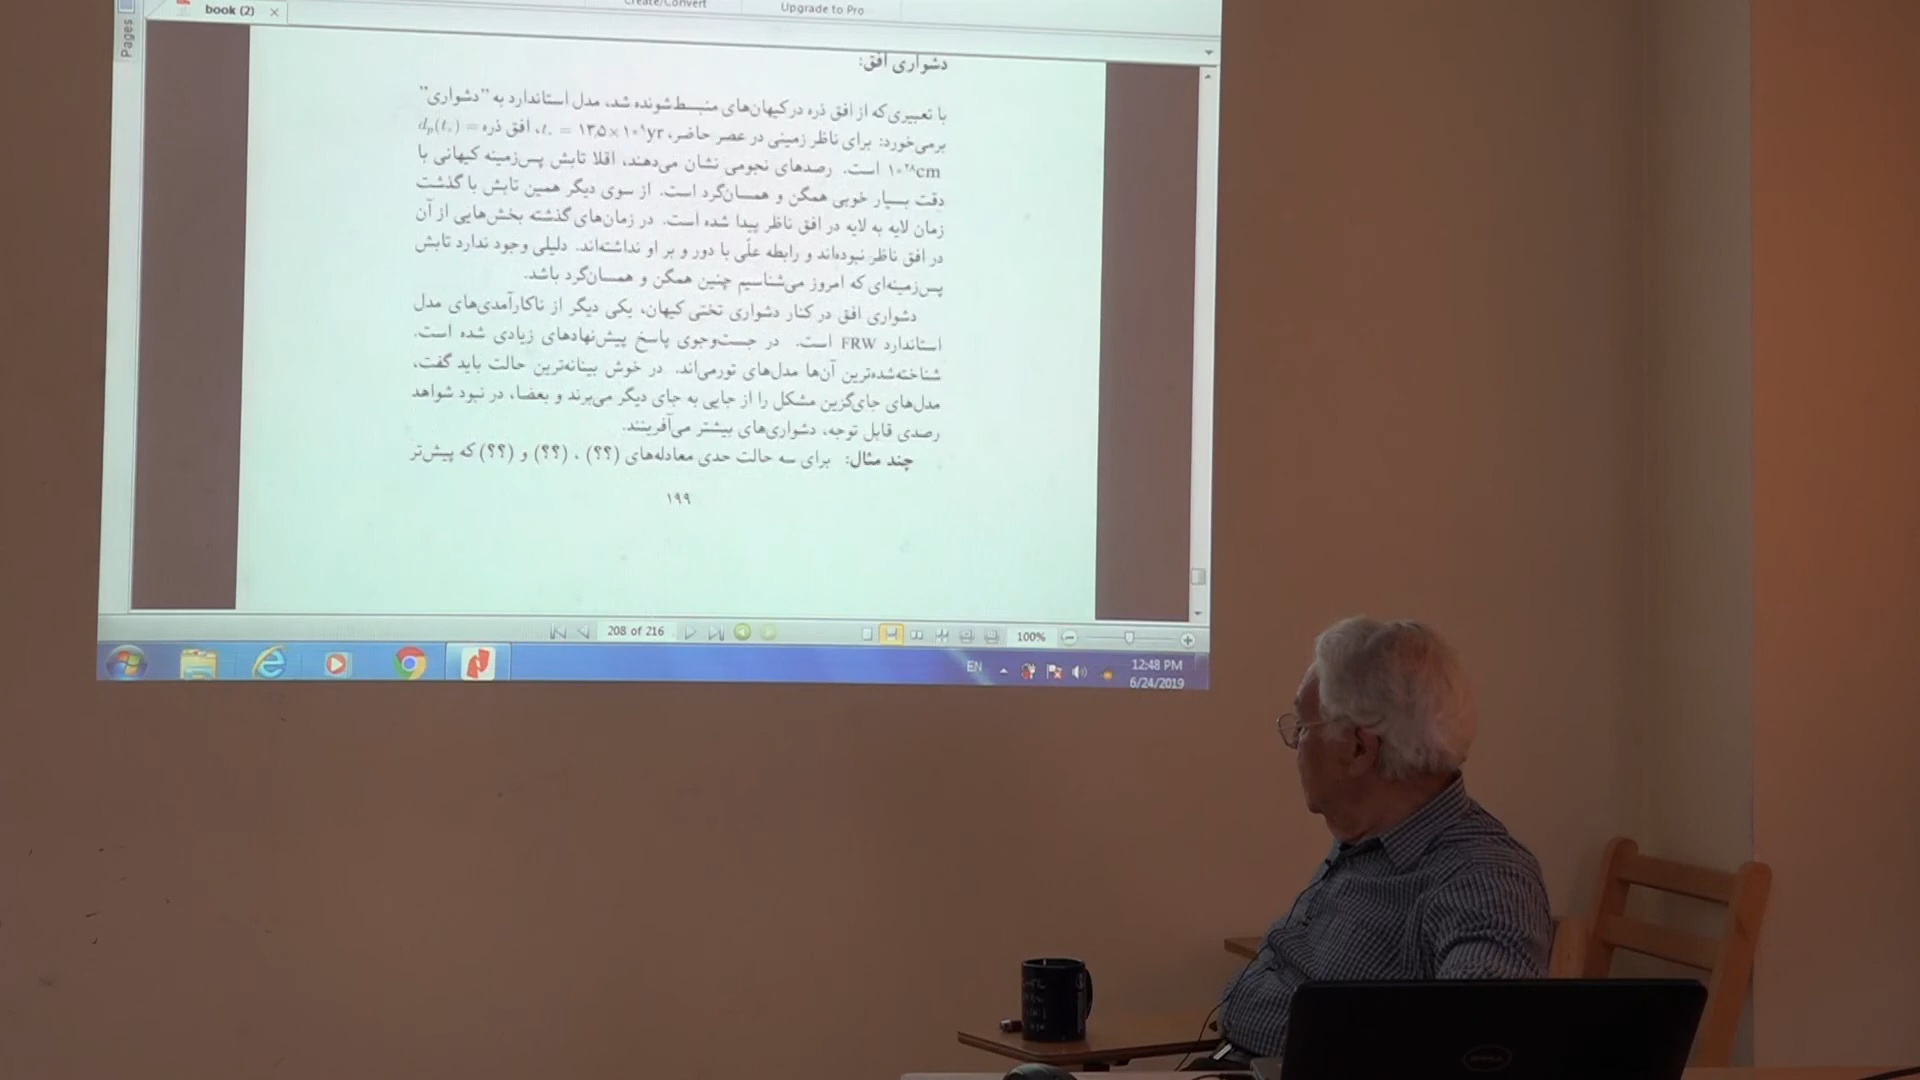 Create/Convert
Upgrade to Pro
book (2)
Pages
دشواری افق:
با تعبیری که از افق ذره در کیهان‌های منبسط‌شونده شد، مدل استاندارد به "دشواری"
برمی‌خورد: برای ناظر زمینی در عصر حاضر، t₀ = ۱۳٫۵×۱۰⁹yr، افق ذره = dₚ(t₀)
۱۰²⁸cm است. رصدهای نجومی نشان می‌دهند، اقلا تابش پس‌زمینه کیهانی با
دقت بسیار خوبی همگن و همسان‌گرد است. از سوی دیگر همین تابش با گذشت
زمان لایه به لایه در افق ناظر پیدا شده است. در زمان‌های گذشته بخش‌هایی از آن
در افق ناظر نبوده‌اند و رابطه علّی با دور و بر او نداشته‌اند. دلیلی وجود ندارد تابش
پس‌زمینه‌ای که امروز می‌شناسیم چنین همگن و همسان‌گرد باشد.
دشواری افق در کنار دشواری تختی کیهان، یکی دیگر از ناکارآمدی‌های مدل
استاندارد FRW است. در جست‌وجوی پاسخ پیش‌نهادهای زیادی شده است.
شناخته‌شده‌ترین آن‌ها مدل‌های تورمی‌اند. در خوش بینانه‌ترین حالت باید گفت،
مدل‌های جای‌گزین مشکل را از جایی به جای دیگر می‌برند و بعضا، در نبود شواهد
رصدی قابل توجه، دشواری‌های بیشتر می‌آفرینند.
چند مثال: برای سه حالت حدی معادله‌های (؟؟) ، (؟؟) و (؟؟) که پیش‌تر
۱۹۹
208 of 216
100%
EN
12:48 PM
6/24/2019